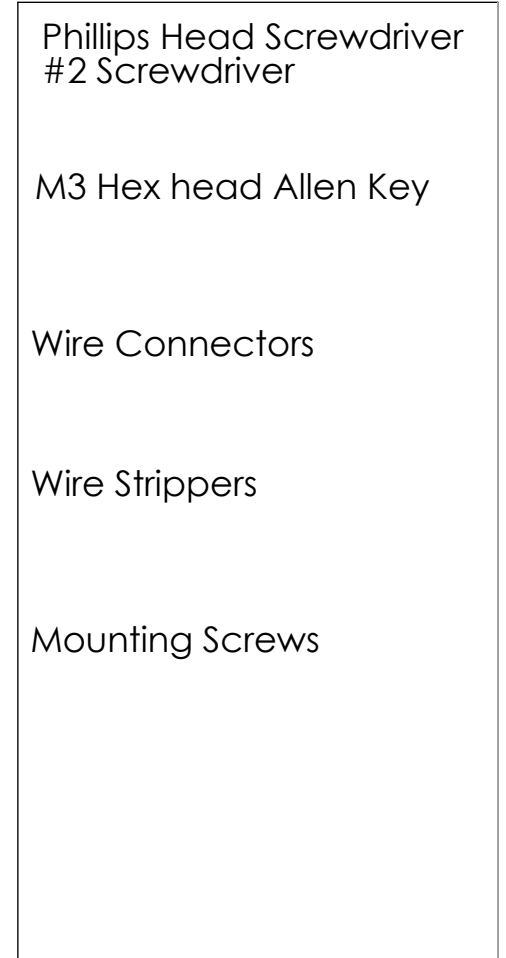 Phillips Head Screwdriver
#2 Screwdriver
M3 Hex head Allen Key
Wire Connectors
Wire Strippers
Mounting Screws